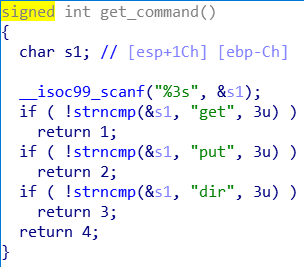 signed int get_command()
{
  char s1; // [esp+1Ch] [ebp-Ch]

  __isoc99_scanf("%3s", &s1);
  if ( !strncmp(&s1, "get", 3u) )
    return 1;
  if ( !strncmp(&s1, "put", 3u) )
    return 2;
  if ( !strncmp(&s1, "dir", 3u) )
    return 3;
  return 4;
}